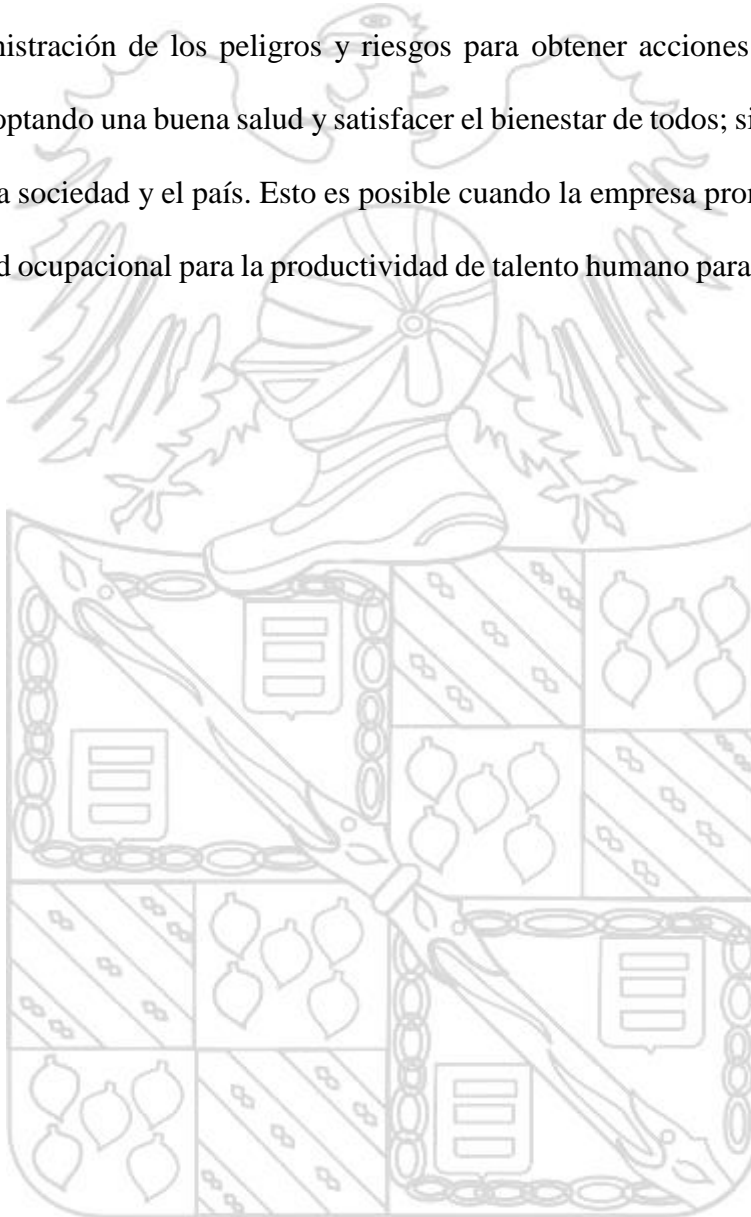 nistración de los peligros y riesgos para obtener acciones
optando una buena salud y satisfacer el bienestar de todos; si
a sociedad y el país. Esto es posible cuando la empresa pro
d ocupacional para la productividad de talento humano para